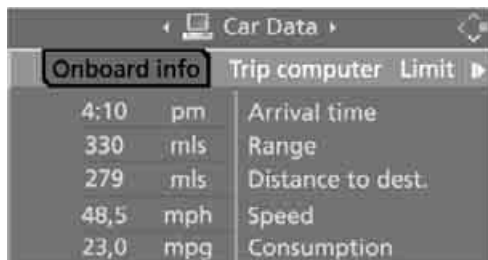 Car Data
Onboard info Trip computer Limit
4:10 pm Arrival time
330 mls Range
279 mls Distance to dest.
48,5 mph Speed
23,0 mpg Consumption